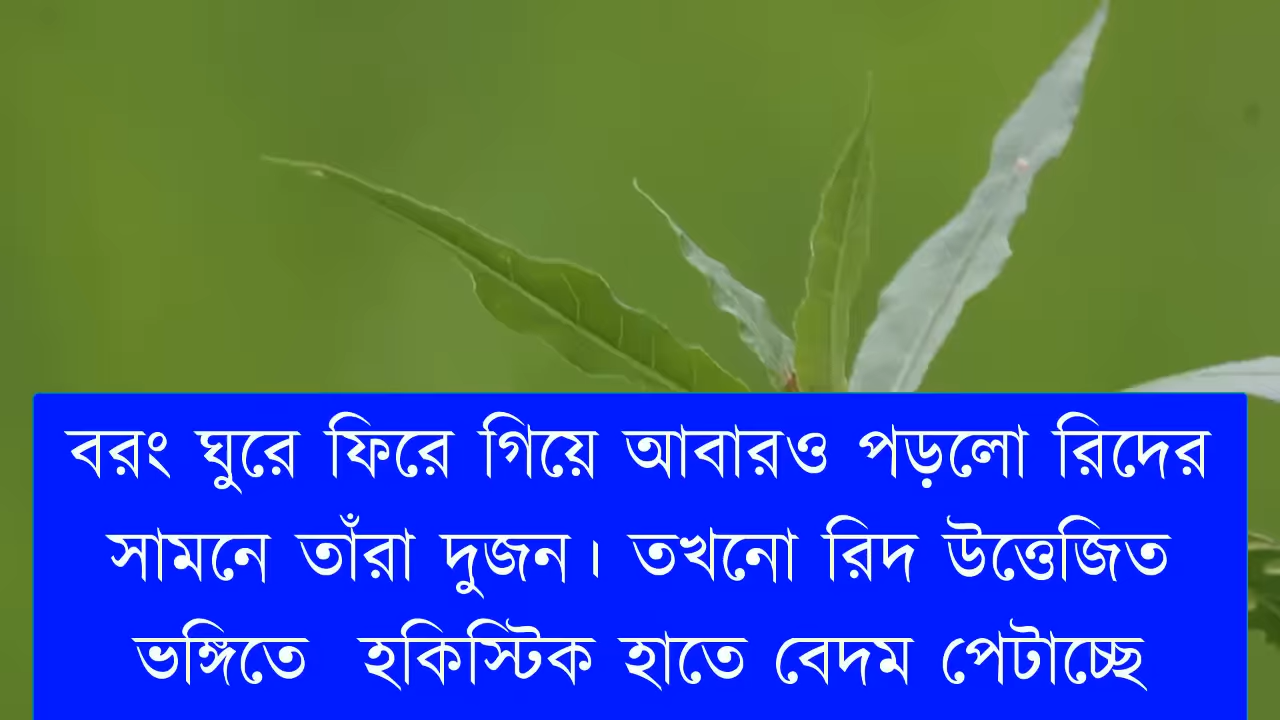 বরং ঘুরে ফিরে গিয়ে আবারও পড়লো রিদের
সামনে তাঁরা দুজন। তখনো রিদ উত্তেজিত
ভঙ্গিতে হকিস্টিক হাতে বেদম পেটাচ্ছে